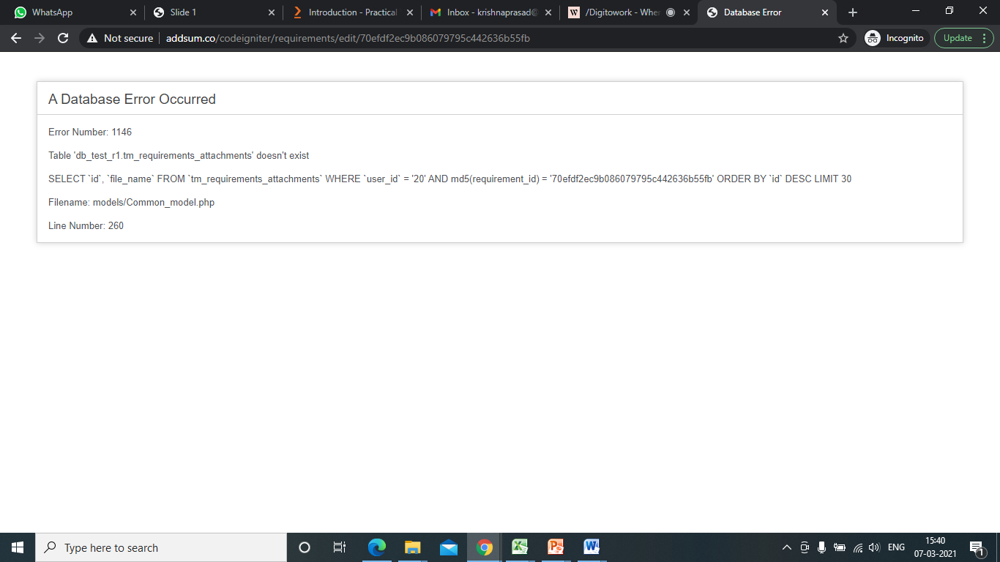 WhatsApp
Slide 1
Introduction - Practical
Inbox - krishnaprasad@
/Digitowork - Wher
Database Error
Not secure
addsum.co/codeigniter/requirements/edit/70efdf2ec9b086079795c442636b55fb
Incognito
Update
A Database Error Occurred
Error Number: 1146
Table 'db_test_r1.tm_requirements_attachments' doesn't exist
SELECT `id`, `file_name` FROM `tm_requirements_attachments` WHERE `user_id` = '20' AND md5(requirement_id) = '70efdf2ec9b086079795c442636b55fb' ORDER BY `id` DESC LIMIT 30
Filename: models/Common_model.php
Line Number: 260
Type here to search
ENG
15:40
07-03-2021
1